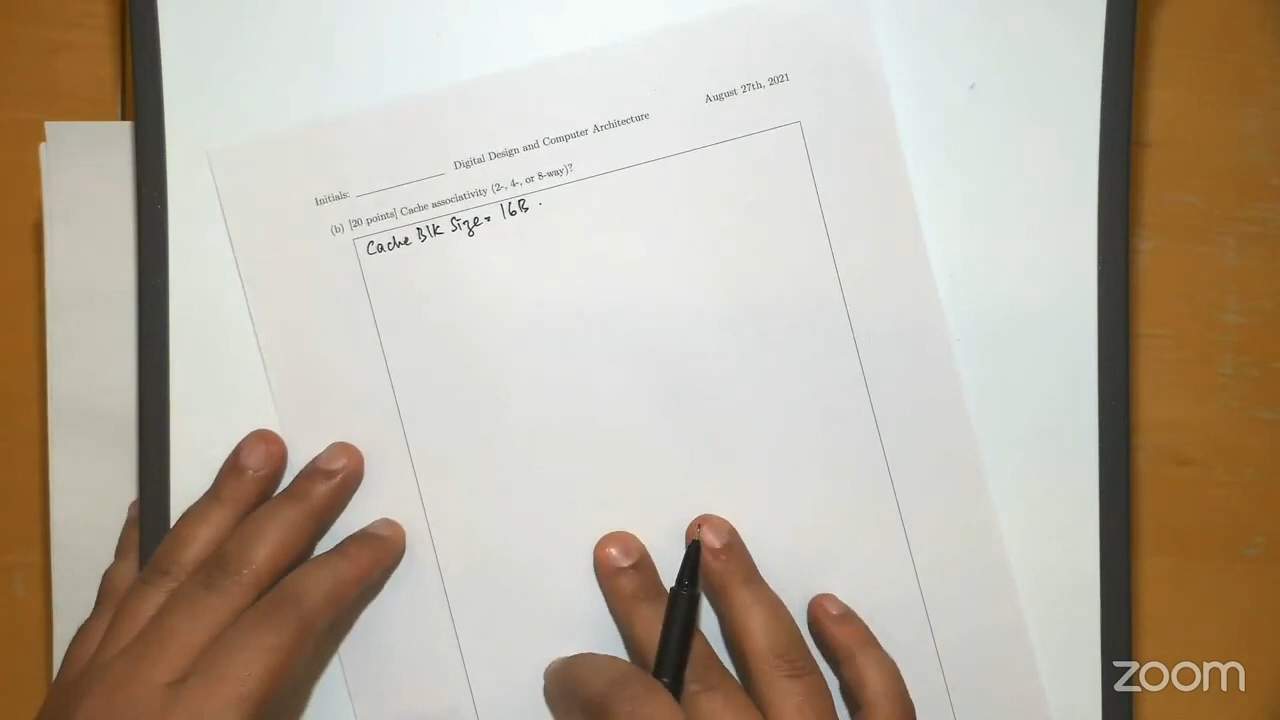 August 27th, 2021
Digital Design and Computer Architecture
Initials:
(b) [20 points] Cache associativity (2-, 4-, or 8-way)?
Cache Blk Size = 16B.
zoom